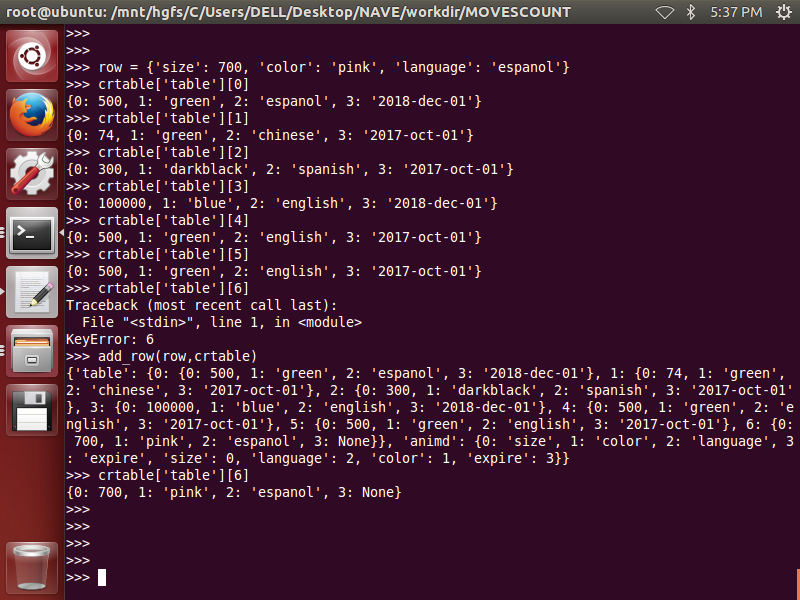 root@ubuntu: /mnt/hgfs/C/Users/DELL/Desktop/NAVE/workdir/MOVESCOUNT
5:37 PM
>>>
>>>
>>> row = {'size': 700, 'color': 'pink', 'language': 'espanol'}
>>> crtable['table'][0]
{0: 500, 1: 'green', 2: 'espanol', 3: '2018-dec-01'}
>>> crtable['table'][1]
{0: 74, 1: 'green', 2: 'chinese', 3: '2017-oct-01'}
>>> crtable['table'][2]
{0: 300, 1: 'darkblack', 2: 'spanish', 3: '2017-oct-01'}
>>> crtable['table'][3]
{0: 100000, 1: 'blue', 2: 'english', 3: '2018-dec-01'}
>>> crtable['table'][4]
{0: 500, 1: 'green', 2: 'english', 3: '2017-oct-01'}
>>> crtable['table'][5]
{0: 500, 1: 'green', 2: 'english', 3: '2017-oct-01'}
>>> crtable['table'][6]
Traceback (most recent call last):
  File "<stdin>", line 1, in <module>
KeyError: 6
>>> add_row(row,crtable)
{'table': {0: {0: 500, 1: 'green', 2: 'espanol', 3: '2018-dec-01'}, 1: {0: 74, 1: 'green',
2: 'chinese', 3: '2017-oct-01'}, 2: {0: 300, 1: 'darkblack', 2: 'spanish', 3: '2017-oct-01'
}, 3: {0: 100000, 1: 'blue', 2: 'english', 3: '2018-dec-01'}, 4: {0: 500, 1: 'green', 2: 'e
nglish', 3: '2017-oct-01'}, 5: {0: 500, 1: 'green', 2: 'english', 3: '2017-oct-01'}, 6: {0:
 700, 1: 'pink', 2: 'espanol', 3: None}}, 'animd': {0: 'size', 1: 'color', 2: 'language', 3
: 'expire', 'size': 0, 'language': 2, 'color': 1, 'expire': 3}}
>>> crtable['table'][6]
{0: 700, 1: 'pink', 2: 'espanol', 3: None}
>>>
>>>
>>>
>>>
>>>